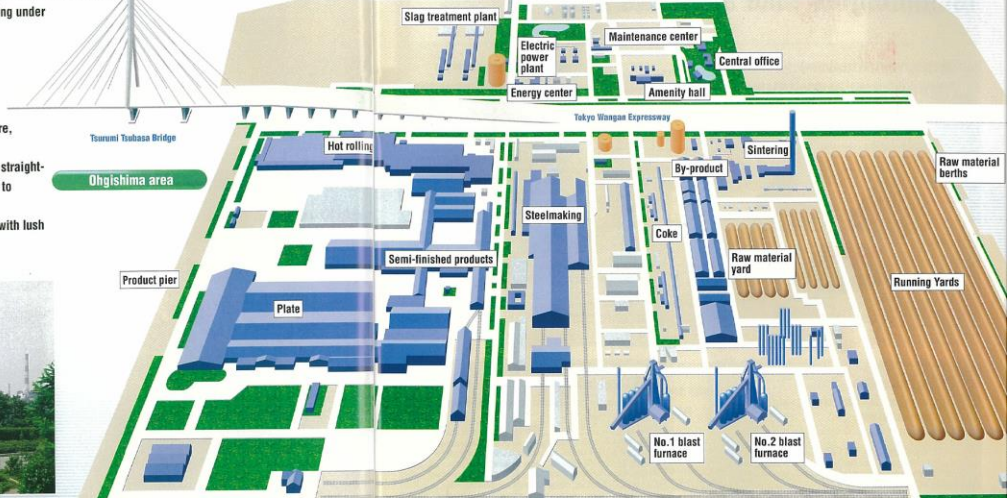 ng under
re,
straight-
to
with lush
Slag treatment plant
Electric
power
plant
Maintenance center
Central office
Energy center
Amenity hall
Tsurumi Tsubasa Bridge
Tokyo Wangan Expressway
Ohgishima area
Hot rolling
Sintering
By-product
Raw material
berths
Steelmaking
Coke
Semi-finished products
Raw material
yard
Product pier
Running Yards
Plate
No.1 blast
furnace
No.2 blast
furnace